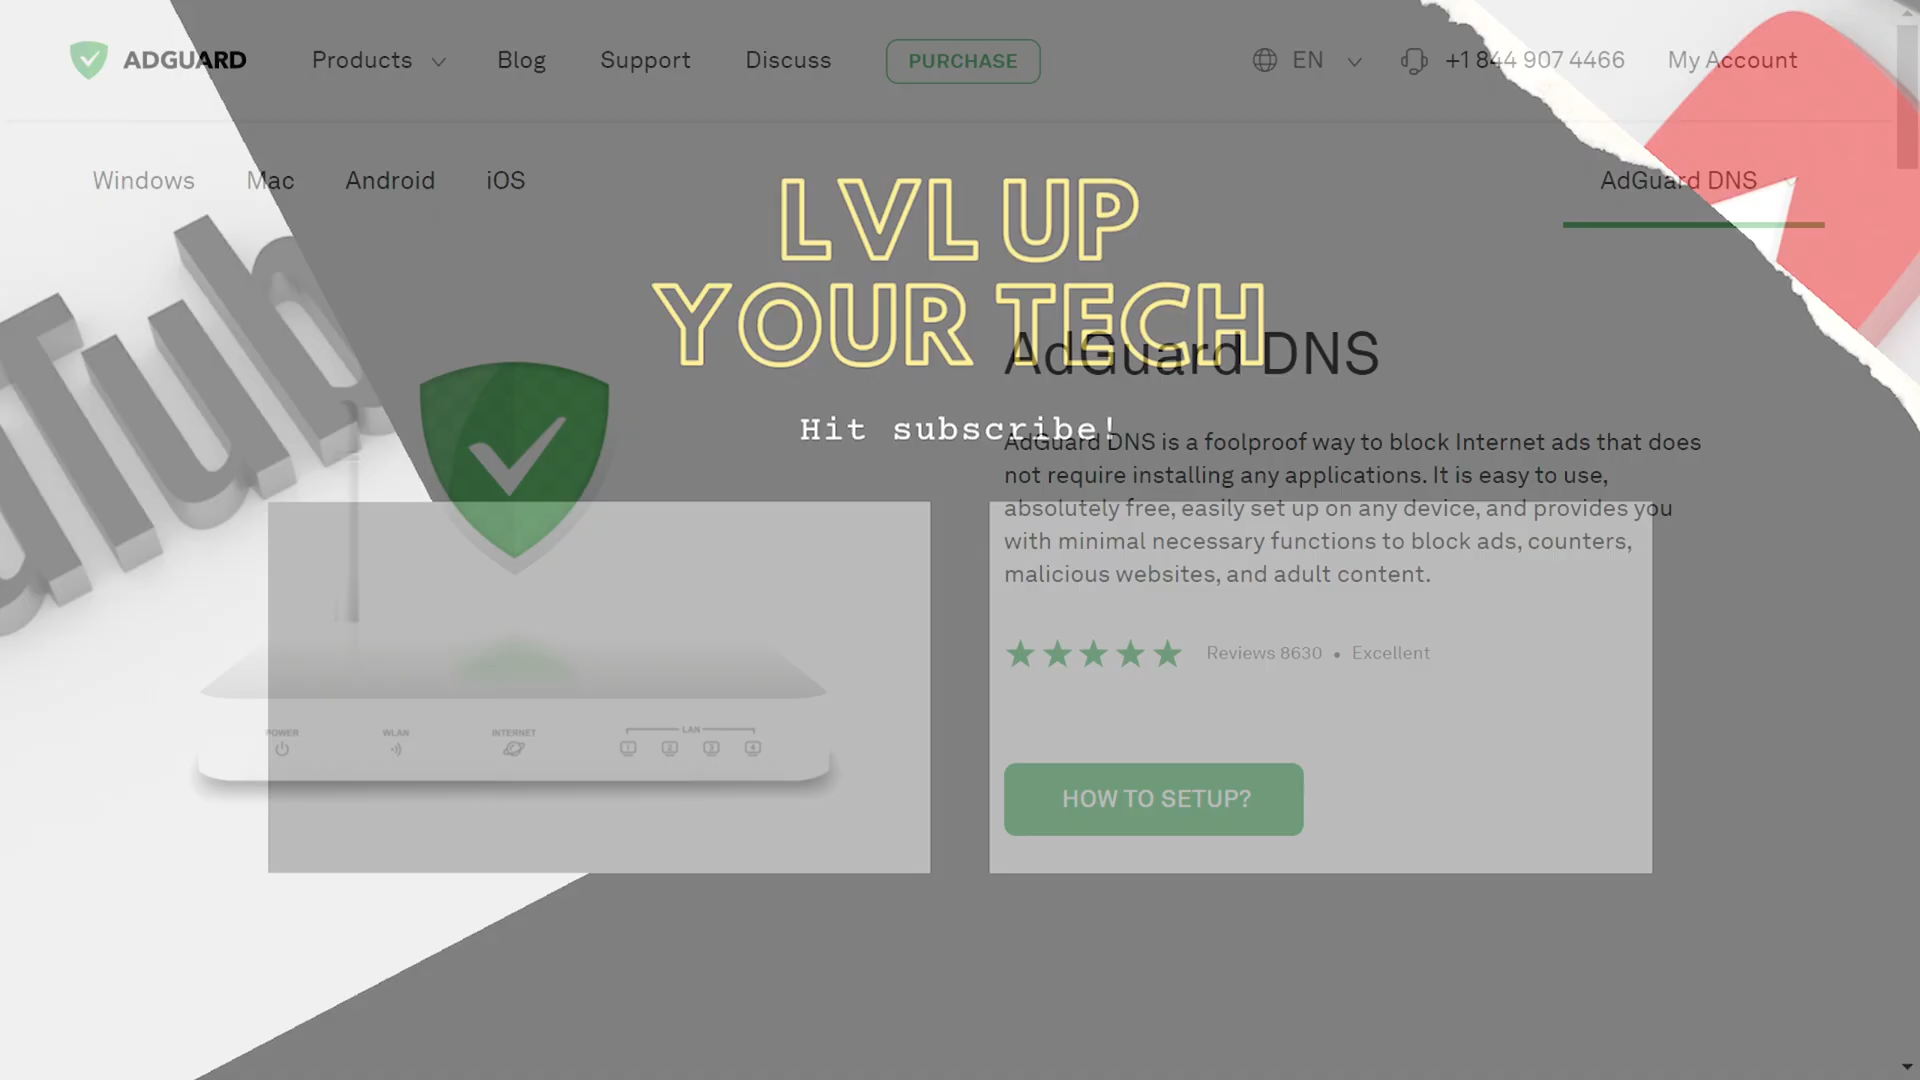 ADGUARD
Products
Blog
Support
Discuss
PURCHASE
EN
+1 844 907 4466
My Account
Windows
Mac
Android
iOS
AdGuard DNS
LVL UP
YOUR TECH
Hit subscribe!
AdGuard DNS
AdGuard DNS is a foolproof way to block Internet ads that does
not require installing any applications. It is easy to use,
absolutely free, easily set up on any device, and provides you
with minimal necessary functions to block ads, counters,
malicious websites, and adult content.
Reviews 8630 • Excellent
HOW TO SETUP?
POWER
WLAN
INTERNET
LAN
1 2 3 4